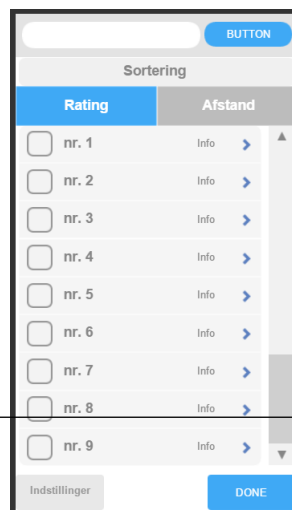 BUTTON
Sortering
Rating Afstand
nr. 1 Info
nr. 2 Info
nr. 3 Info
nr. 4 Info
nr. 5 Info
nr. 6 Info
nr. 7 Info
nr. 8 Info
nr. 9 Info
Indstillinger DONE